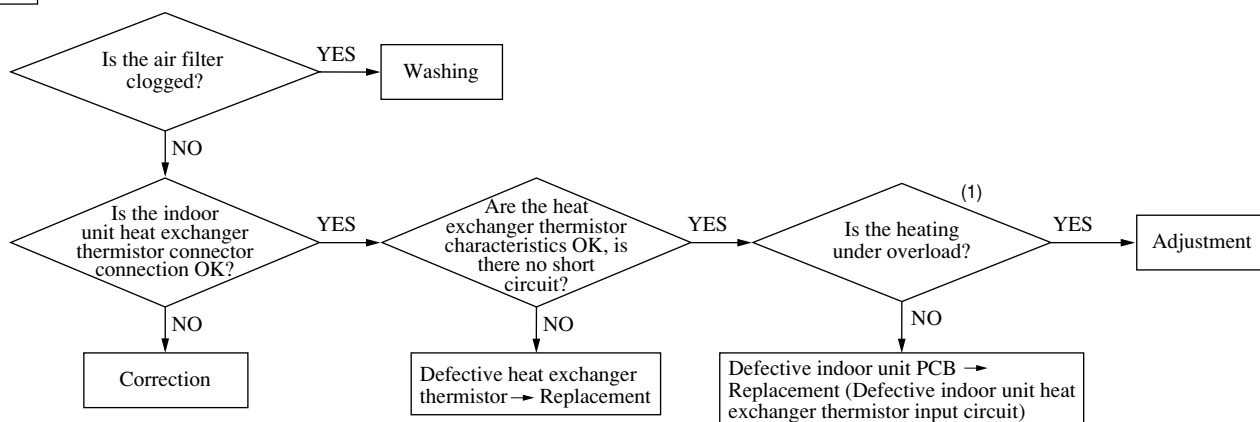 Is the air filter
clogged?
YES
Washing
NO
Is the indoor
unit heat exchanger
thermistor connector
connection OK?
YES
Are the heat
exchanger thermistor
characteristics OK, is
there no short
circuit?
YES
(1)
Is the heating
under overload?
YES
Adjustment
NO
Correction
NO
Defective heat exchanger
thermistor → Replacement
NO
Defective indoor unit PCB →
Replacement (Defective indoor unit heat
exchanger thermistor input circuit)